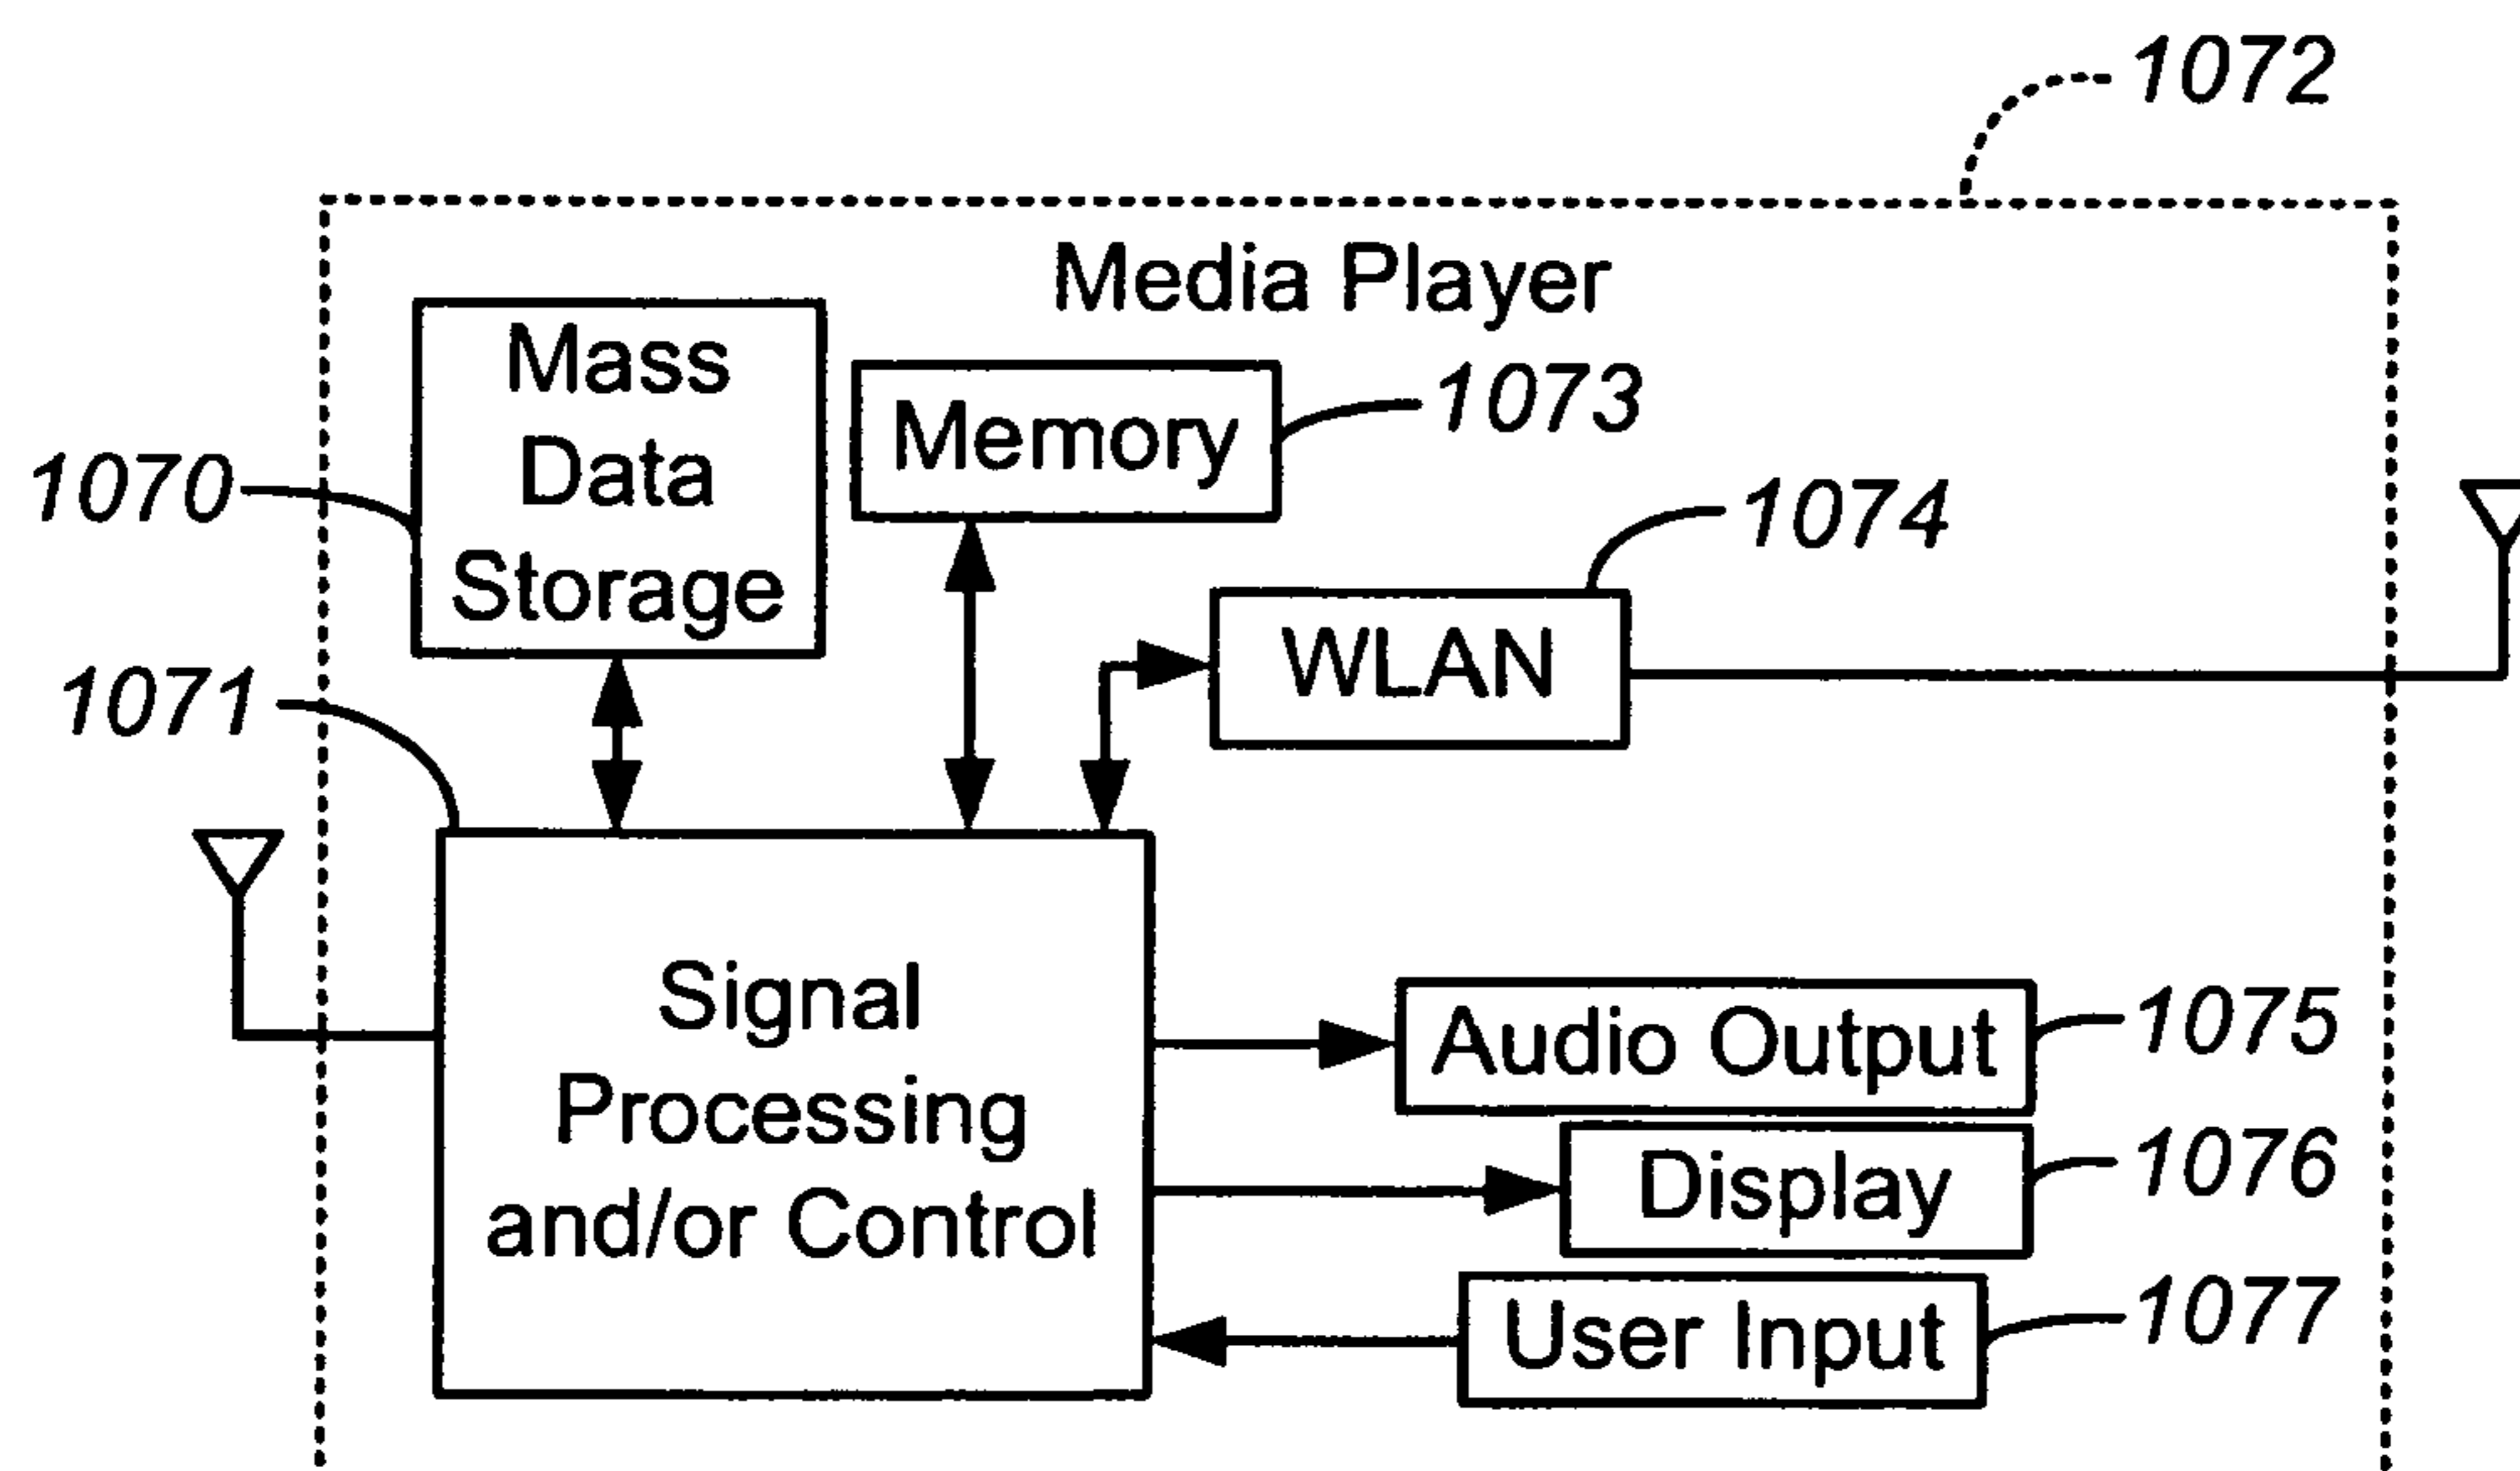 1072
Media Player
Mass
Data
Storage
Memory
1073
1070
1074
WLAN
1071
Signal
Processing
and/or Control
Audio Output
1075
Display
1076
User Input
1077